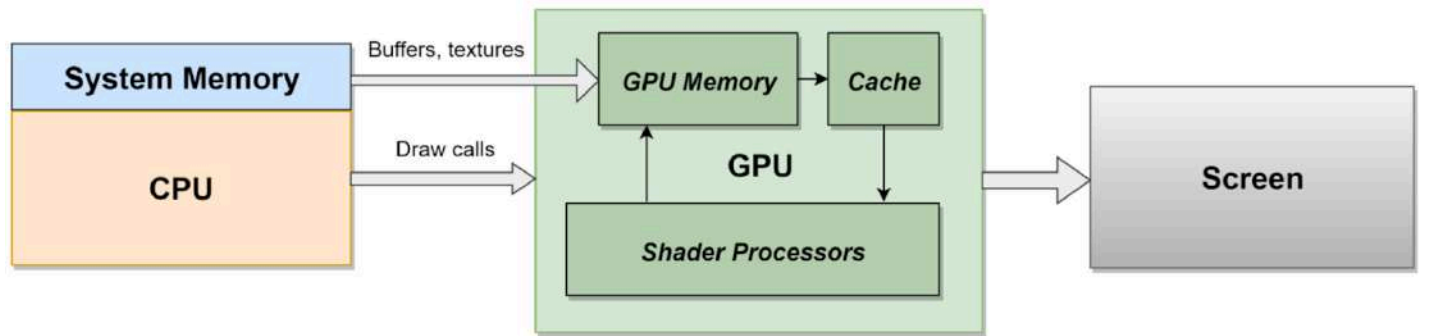 System Memory
CPU
Buffers, textures
Draw calls
GPU Memory
Cache
GPU
Shader Processors
Screen